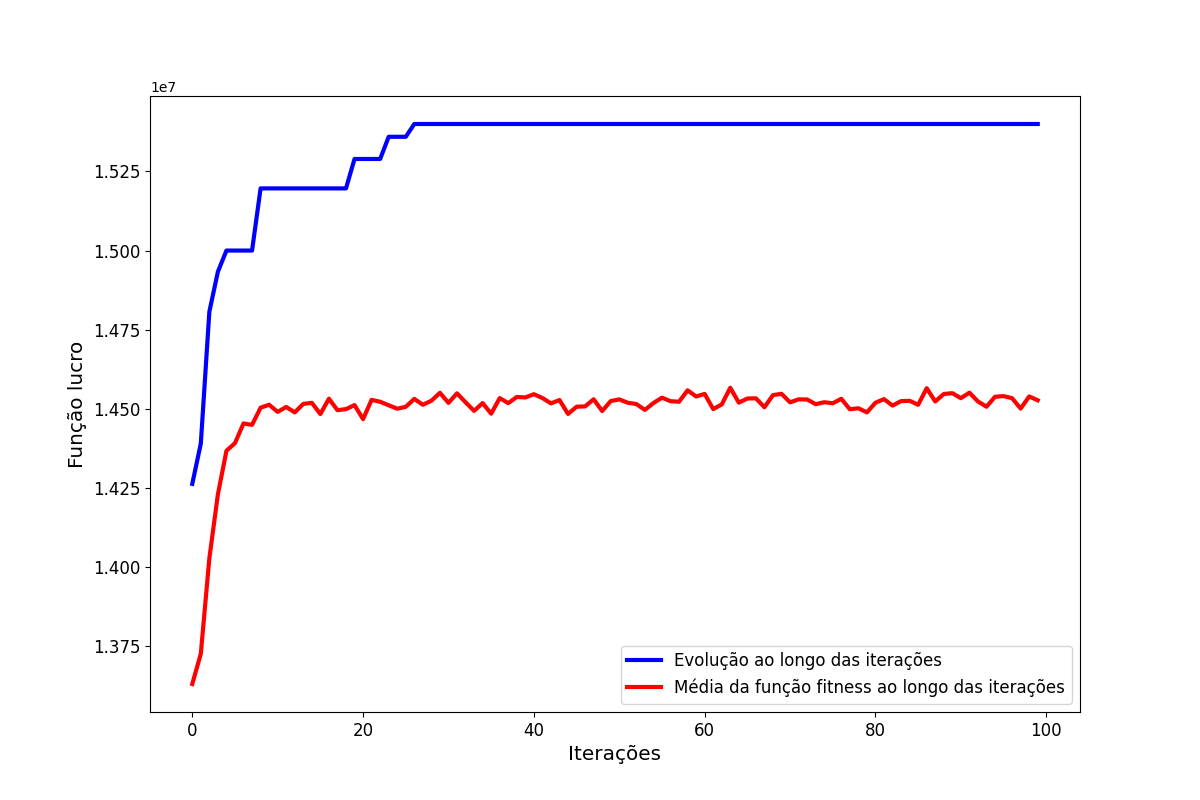 1e7
1.525
1.500
1.475
1.450
1.425
1.400
1.375
Função lucro
0 20 40 60 80 100
Iterações
Evolução ao longo das iterações
Média da função fitness ao longo das iterações